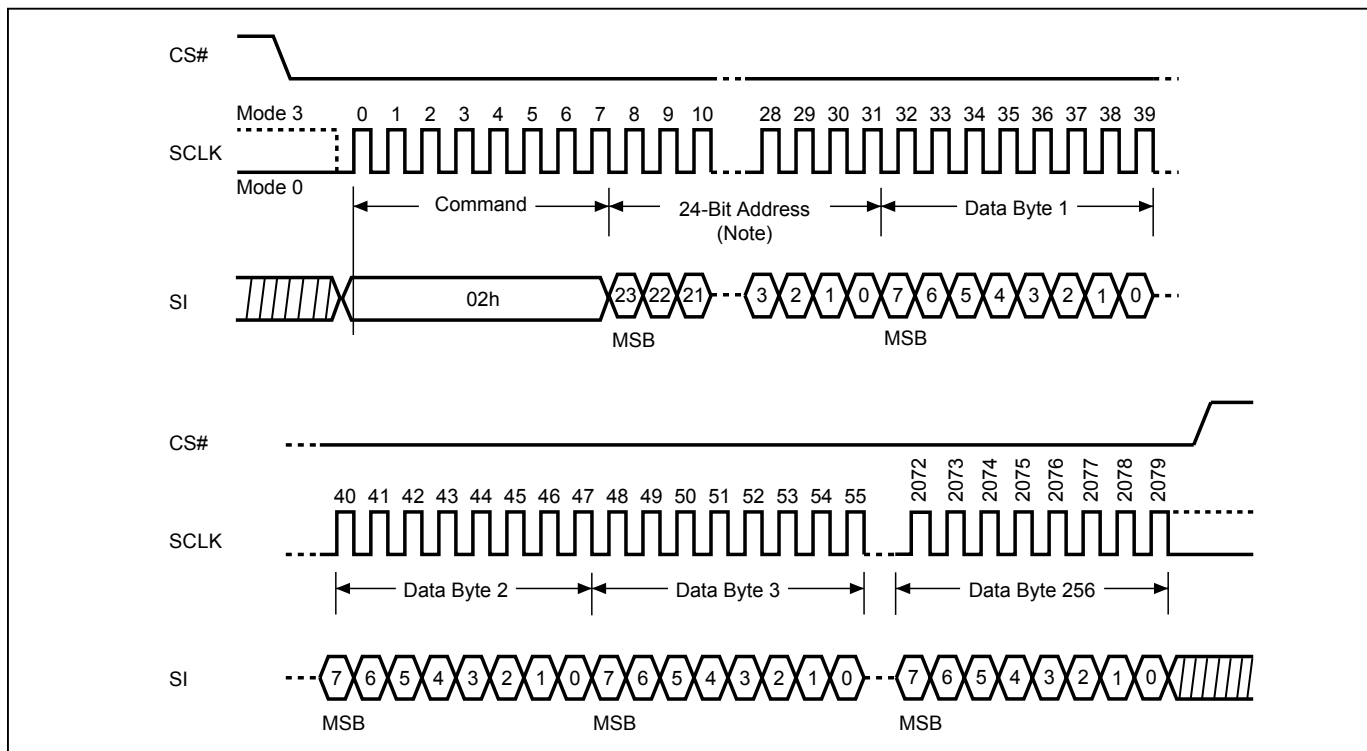 CS#
Mode 3
0 1 2 3 4 5 6 7 8 9 10 28 29 30 31 32 33 34 35 36 37 38 39
SCLK
Mode 0
Command 24-Bit Address (Note) Data Byte 1
SI 02h 23 22 21 3 2 1 0 7 6 5 4 3 2 1 0
MSB MSB
CS#
40 41 42 43 44 45 46 47 48 49 50 51 52 53 54 55 2072 2073 2074 2075 2076 2077 2078 2079
SCLK
Data Byte 2 Data Byte 3 Data Byte 256
SI 7 6 5 4 3 2 1 0 7 6 5 4 3 2 1 0 7 6 5 4 3 2 1 0
MSB MSB MSB